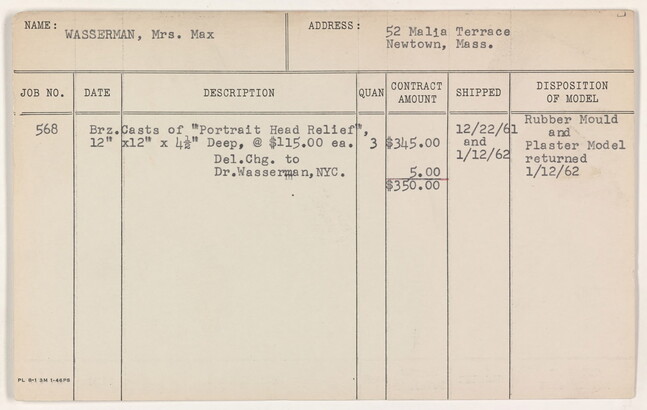 NAME: WASSERMAN, Mrs. Max
ADDRESS: 52 Malia Terrace
Newtown, Mass.
JOB NO. DATE DESCRIPTION QUAN CONTRACT AMOUNT SHIPPED DISPOSITION OF MODEL
568 Brz.Casts of "Portrait Head Relief",
12" x12" x 4½" Deep, @ $115.00 ea. 3 $345.00
Del.Chg. to
Dr.Wasserman,NYC. 5.00
$350.00
12/22/61
and
1/12/62
Rubber Mould
and
Plaster Model
returned
1/12/62